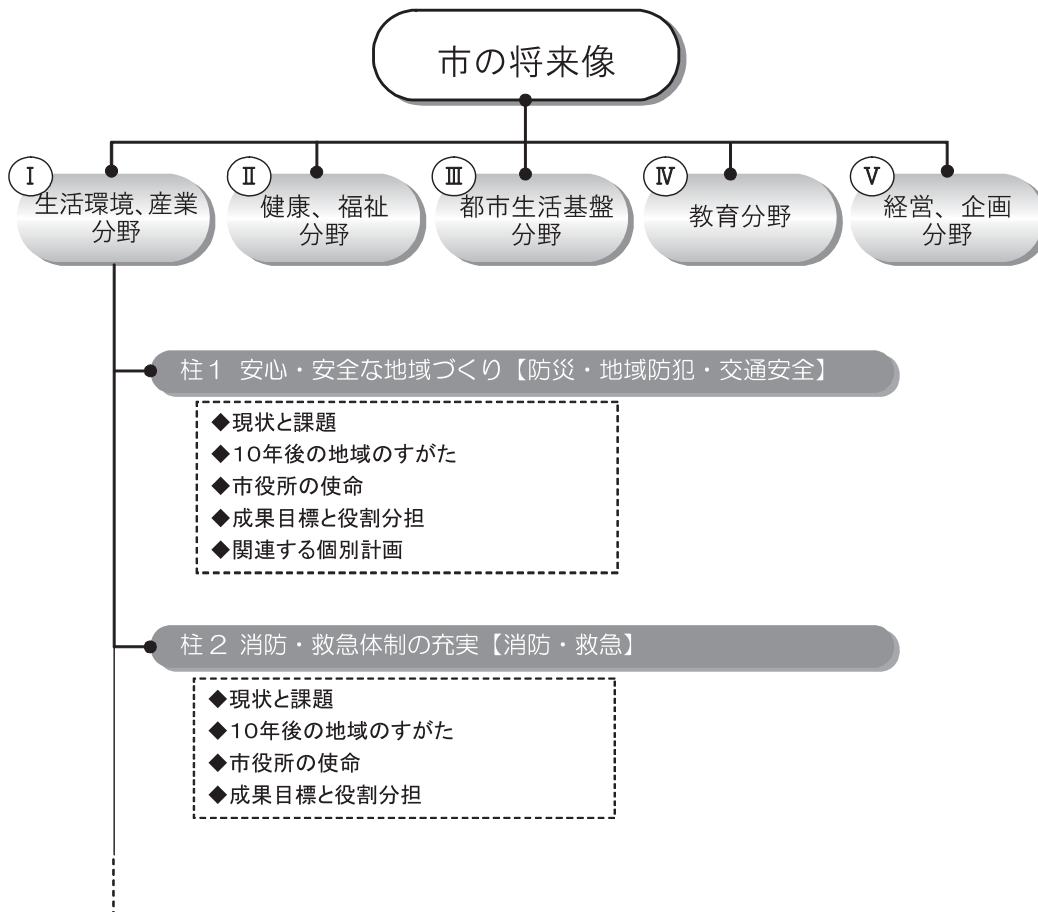 市の将来像
Ⅰ
生活環境、産業
分野
Ⅱ
健康、福祉
分野
Ⅲ
都市生活基盤
分野
Ⅳ
教育分野
Ⅴ
経営、企画
分野
柱1 安心・安全な地域づくり【防災・地域防犯・交通安全】
◆現状と課題
◆10年後の地域のすがた
◆市役所の使命
◆成果目標と役割分担
◆関連する個別計画
柱2 消防・救急体制の充実【消防・救急】
◆現状と課題
◆10年後の地域のすがた
◆市役所の使命
◆成果目標と役割分担